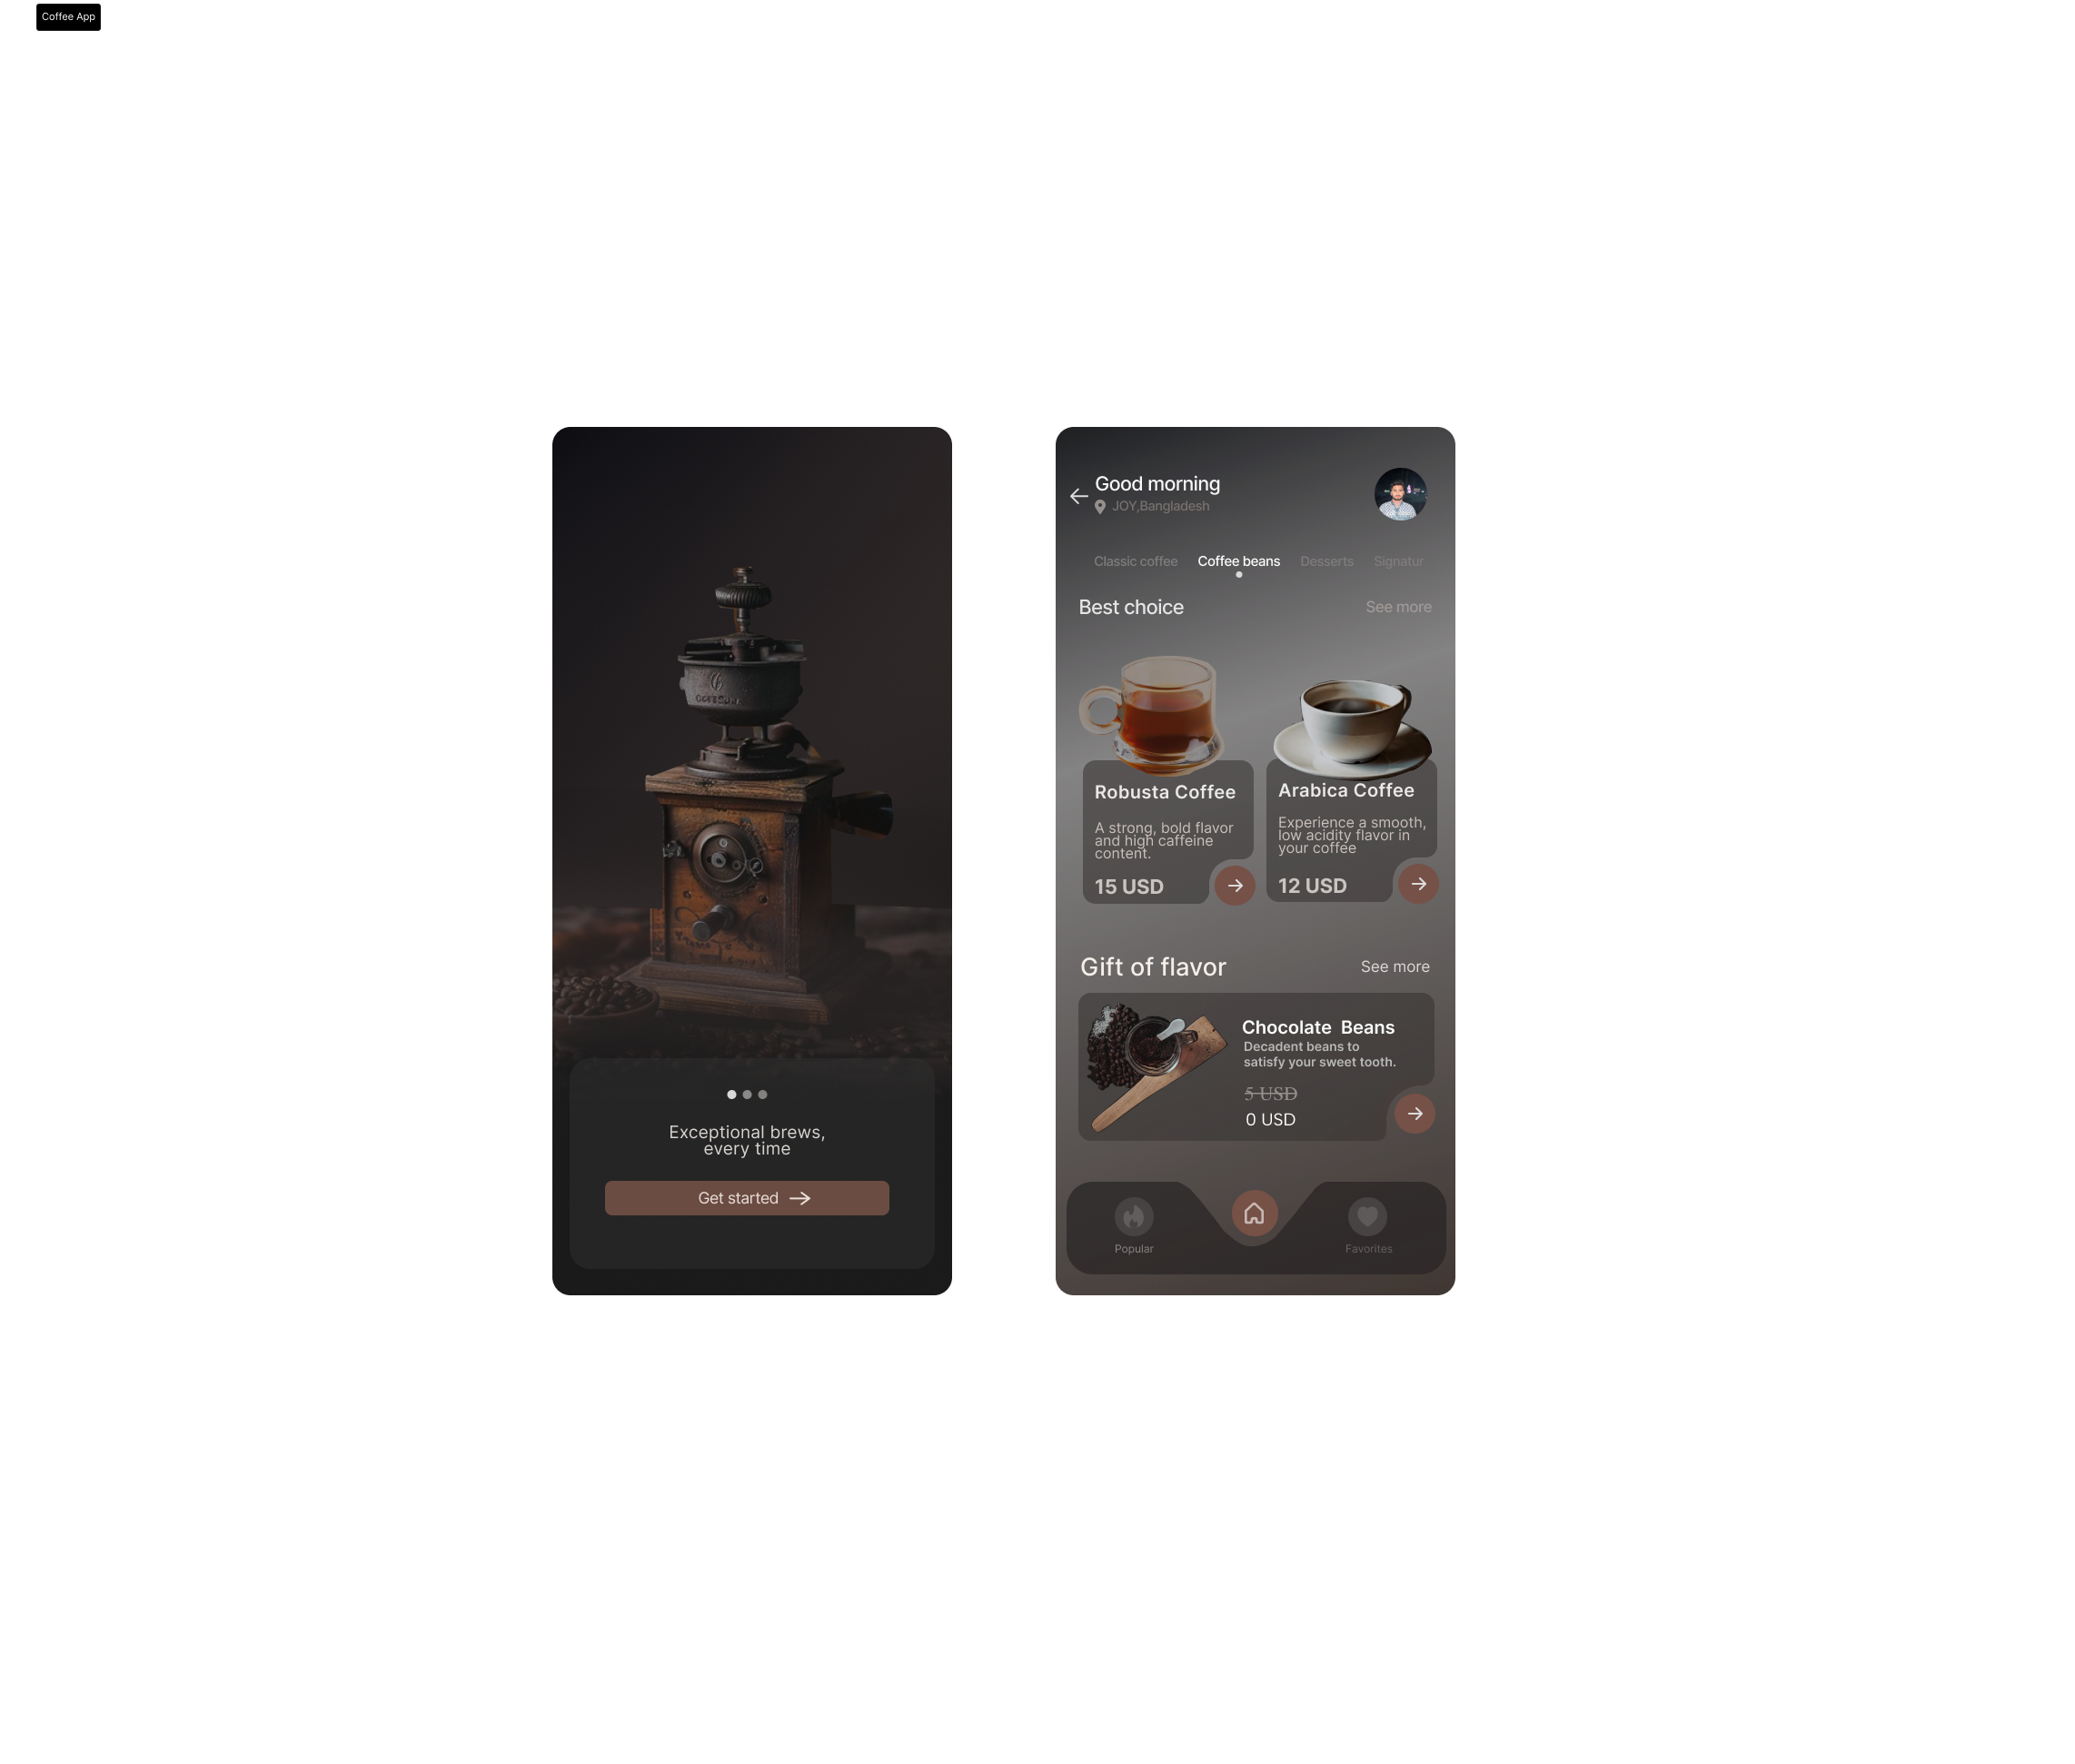 Coffee App
Exceptional brews,
every time
Get started
Good morning
JOY,Bangladesh
Classic coffee
Coffee beans
Desserts
Signatur
Best choice
See more
Robusta Coffee
A strong, bold flavor
and high caffeine
content.
15 USD
Arabica Coffee
Experience a smooth,
low acidity flavor in
your coffee
12 USD
Gift of flavor
See more
Chocolate Beans
Decadent beans to
satisfy your sweet tooth.
5 USD
0 USD
Popular
Favorites